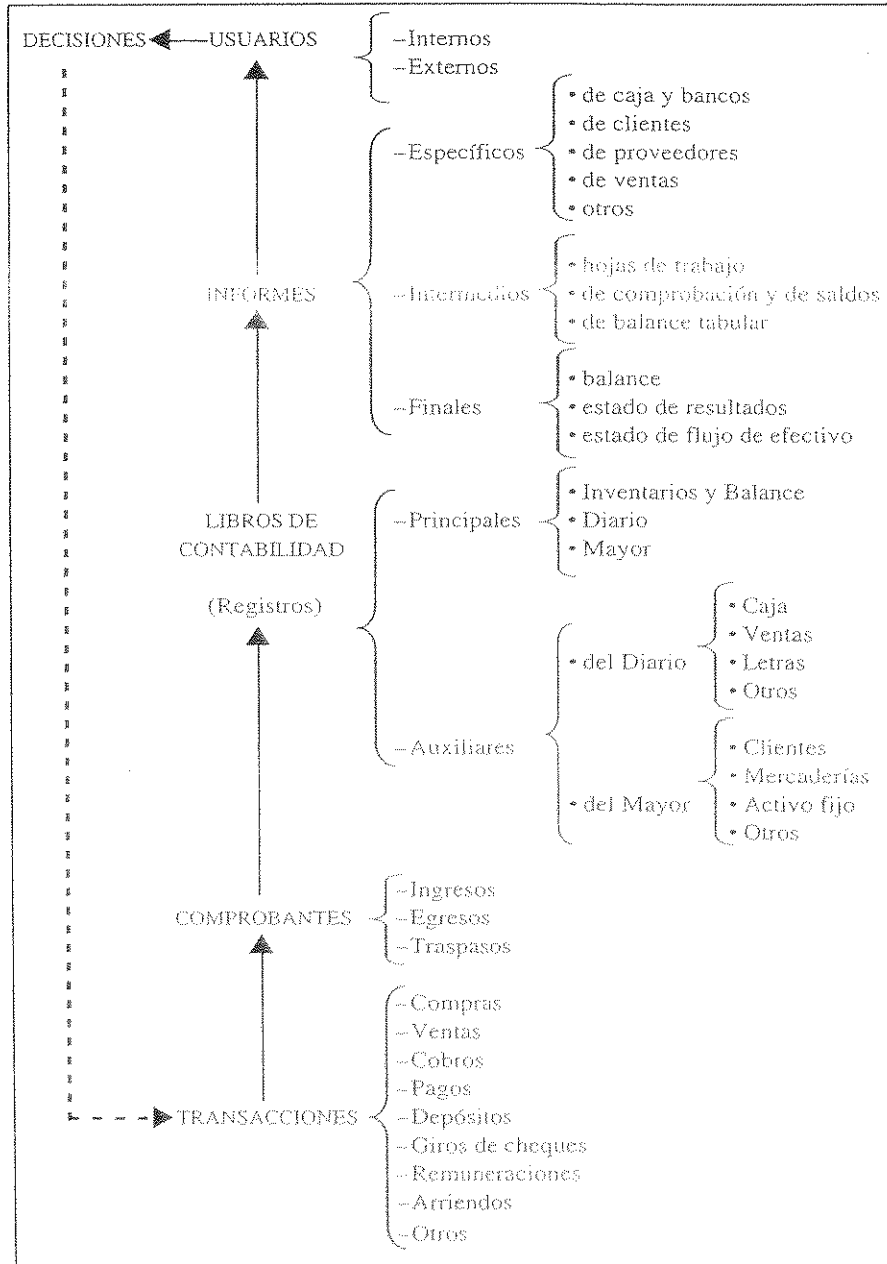 DECISIONES
USUARIOS
–Internos
–Externos
INFORMES
–Específicos
• de caja y bancos
• de clientes
• de proveedores
• de ventas
• otros
–Intermedios
• hojas de trabajo
• de comprobación y de saldos
• de balance tabular
–Finales
• balance
• estado de resultados
• estado de flujo de efectivo
LIBROS DE
CONTABILIDAD
(Registros)
–Principales
• Inventarios y Balance
• Diario
• Mayor
–Auxiliares
• del Diario
• Caja
• Ventas
• Letras
• Otros
• del Mayor
• Clientes
• Mercaderías
• Activo fijo
• Otros
COMPROBANTES
–Ingresos
–Egresos
–Traspasos
TRANSACCIONES
–Compras
–Ventas
–Cobros
–Pagos
–Depósitos
–Giros de cheques
–Remuneraciones
–Arriendos
–Otros